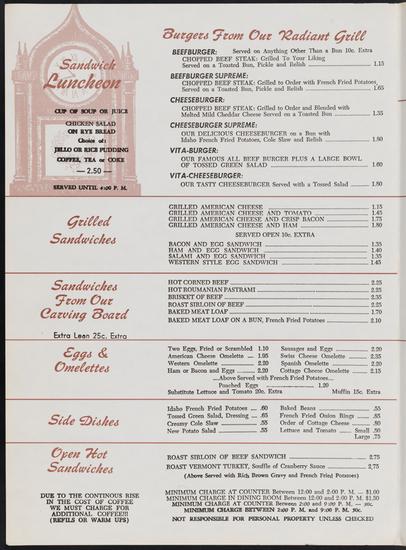 Sandwich
Luncheon
CUP OF SOUP OR JUICE
CHICKEN SALAD
ON RYE BREAD
Choice of:
JELLO OR RICE PUDDING
COFFEE, TEA or COKE
— 2.50 —
SERVED UNTIL 4:00 P. M.
Burgers From Our Radiant Grill
BEEFBURGER: Served on Anything Other Than a Bun 10c. Extra
CHOPPED BEEF STEAK: Grilled To Your Liking
Served on a Toasted Bun, Pickle and Relish 1.15
BEEFBURGER SUPREME:
CHOPPED BEEF STEAK: Grilled to Order with French Fried Potatoes
Served on a Toasted Bun, Pickle and Relish 1.65
CHEESEBURGER:
CHOPPED BEEF STEAK: Grilled to Order and Blended with
Melted Mild Cheddar Cheese Served on a Toasted Bun 1.35
CHEESEBURGER SUPREME:
OUR DELICIOUS CHEESEBURGER on a Bun with
Idaho French Fried Potatoes, Cole Slaw and Relish 1.80
VITA-BURGER:
OUR FAMOUS ALL BEEF BURGER PLUS A LARGE BOWL
OF TOSSED GREEN SALAD 1.60
VITA-CHEESEBURGER:
OUR TASTY CHEESEBURGER Served with a Tossed Salad 1.80
Grilled
Sandwiches
GRILLED AMERICAN CHEESE 1.15
GRILLED AMERICAN CHEESE AND TOMATO 1.45
GRILLED AMERICAN CHEESE AND CRISP BACON 1.75
GRILLED AMERICAN CHEESE AND HAM 1.80
SERVED OPEN 10c. EXTRA
BACON AND EGG SANDWICH 1.35
HAM AND EGG SANDWICH 1.40
SALAMI AND EGG SANDWICH 1.35
WESTERN STYLE EGG SANDWICH 1.45
Sandwiches
From Our
Carving Board
Extra Lean 25c. Extra
HOT CORNED BEEF 2.25
HOT ROUMANIAN PASTRAMI 2.25
BRISKET OF BEEF 2.35
ROAST SIRLOIN OF BEEF 2.25
BAKED MEAT LOAF 1.70
BAKED MEAT LOAF ON A BUN, French Fried Potatoes 2.10
Eggs &
Omelettes
Two Eggs, Fried or Scrambled 1.10 Sausages and Eggs 2.20
American Cheese Omelette 1.95 Swiss Cheese Omelette 2.35
Western Omelette 2.20 Spanish Omelette 2.20
Ham or Bacon and Eggs 2.20 Cottage Cheese Omelette 2.15
...Above Served with French Fried Potatoes...
Poached Eggs 1.20
Substitute Lettuce and Tomato 20c. Extra Muffin 15c. Extra
Side Dishes
Idaho French Fried Potatoes .60 Baked Beans .55
Tossed Green Salad, Dressing .65 French Fried Onion Rings .85
Creamy Cole Slaw .55 Order of Cottage Cheese .80
New Potato Salad .55 Lettuce and Tomato Small .50
Large .75
Open Hot
Sandwiches
ROAST SIRLOIN OF BEEF SANDWICH 2.75
ROAST VERMONT TURKEY, Souffle of Cranberry Sauce 2.75
(Above Served with Rich Brown Gravy and French Fried Potatoes)
DUE TO THE CONTINOUS RISE
IN THE COST OF COFFEE
WE MUST CHARGE FOR
ADDITIONAL COFFEE!!!
(REFILS OR WARM UPS)
MINIMUM CHARGE AT COUNTER Between 12:00 and 2:00 P. M. — $1.00
MINIMUM CHARGE IN DINING ROOM Between 12:00 and 2:00 P. M. $1.50
MINIMUM CHARGE AT COUNTER Between 2:00 and 9:00 P. M. 30c.
MINIMUM CHARGE BETWEEN 2:00 P. M. and 9:00 P. M. 50c.
NOT RESPONSIBLE FOR PERSONAL PROPERTY UNLESS CHECKED